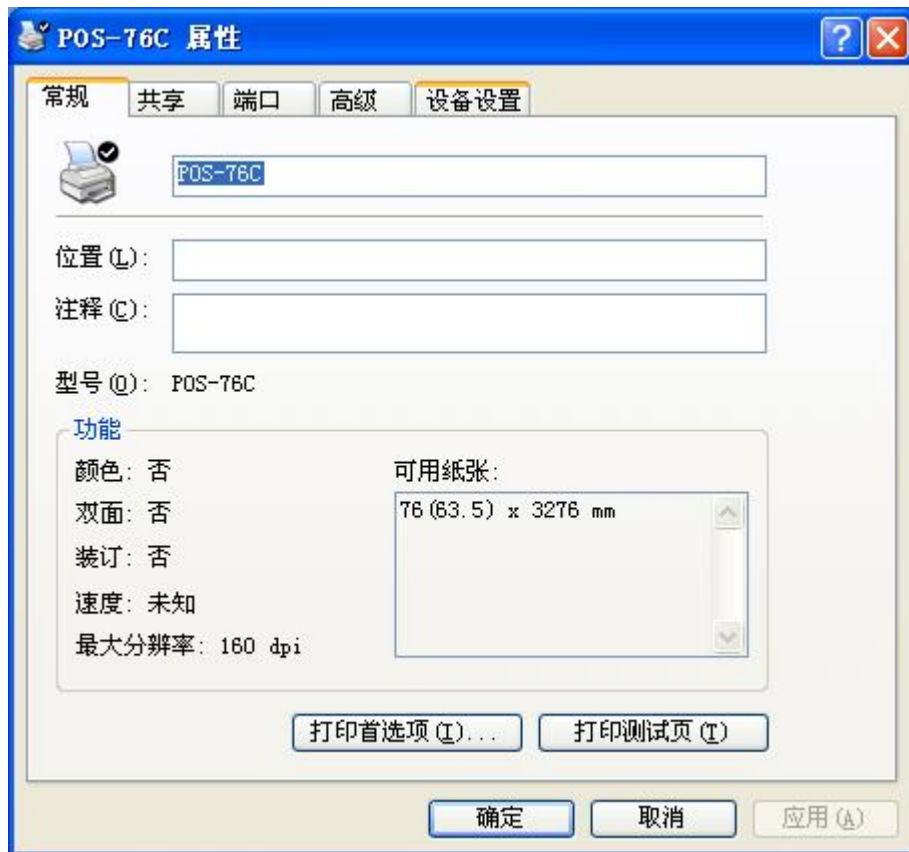 POS-76C 属性
常规 共享 端口 高级 设备设置
POS-76C
位置(L):
注释(C):
型号(O): POS-76C
功能
颜色: 否 可用纸张:
双面: 否 76(63.5) x 3276 mm
装订: 否
速度: 未知
最大分辨率: 160 dpi
打印首选项(I)... 打印测试页(T)
确定 取消 应用(A)